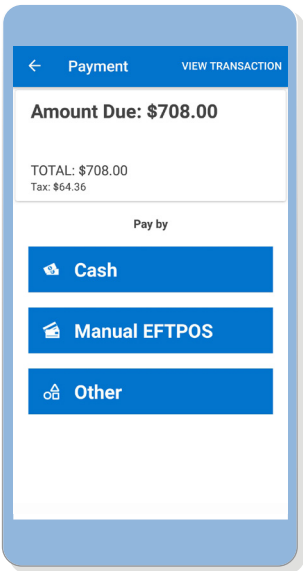 Payment VIEW TRANSACTION
Amount Due: $708.00
TOTAL: $708.00
Tax: $64.36
Pay by
Cash
Manual EFTPOS
Other